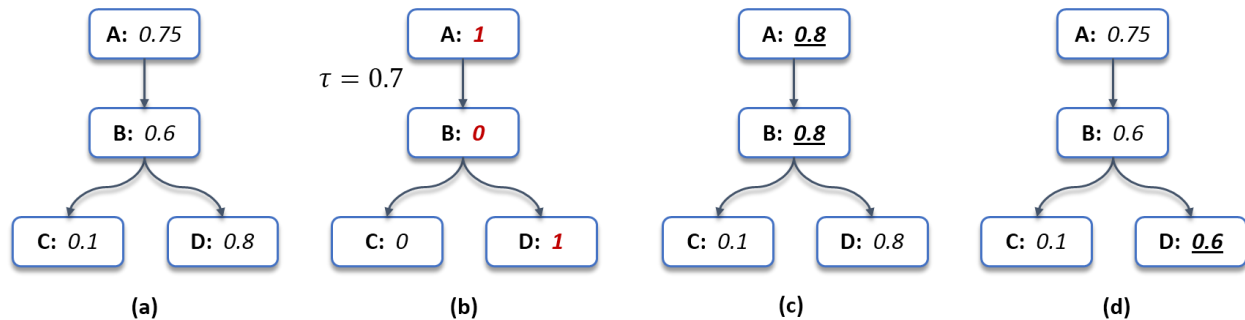 A: 0.75
B: 0.6
C: 0.1
D: 0.8
(a)
τ = 0.7
A: 1
B: 0
C: 0
D: 1
(b)
A: 0.8
B: 0.8
C: 0.1
D: 0.8
(c)
A: 0.75
B: 0.6
C: 0.1
D: 0.6
(d)